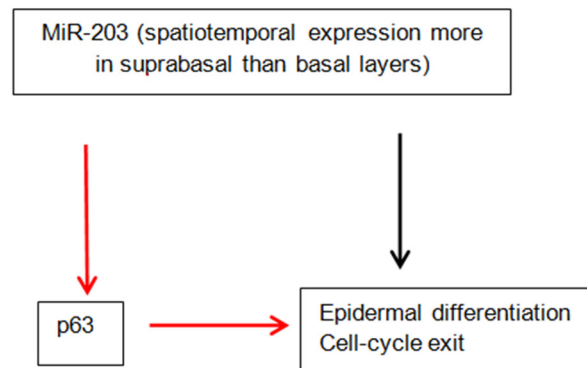 MiR-203 (spatiotemporal expression more
in suprabasal than basal layers)
p63
Epidermal differentiation
Cell-cycle exit